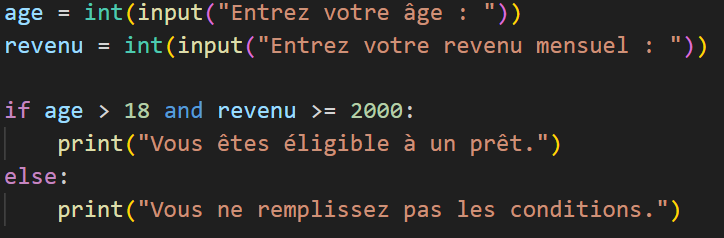 age = int(input("Entrez votre âge : "))
revenu = int(input("Entrez votre revenu mensuel : "))
if age > 18 and revenu >= 2000:
    print("Vous êtes éligible à un prêt.")
else:
    print("Vous ne remplissez pas les conditions.")